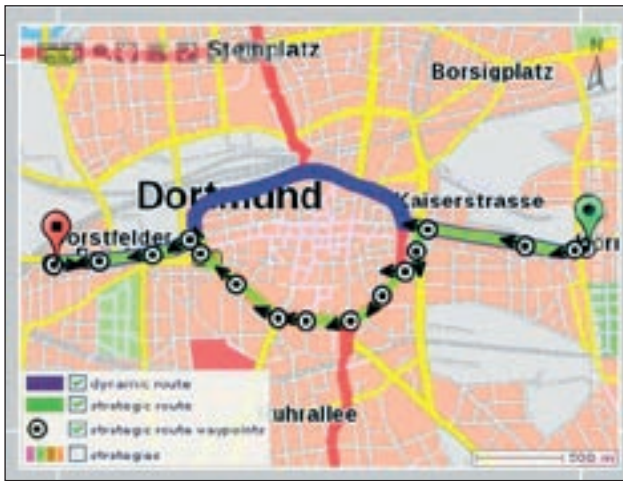 Steinplatz
Borsigplatz
N
Dortmund
Kaiserstrasse
orstfelder
uhrallee
dynamic route
strategic route
strategic route waypoints
strategies
500 m